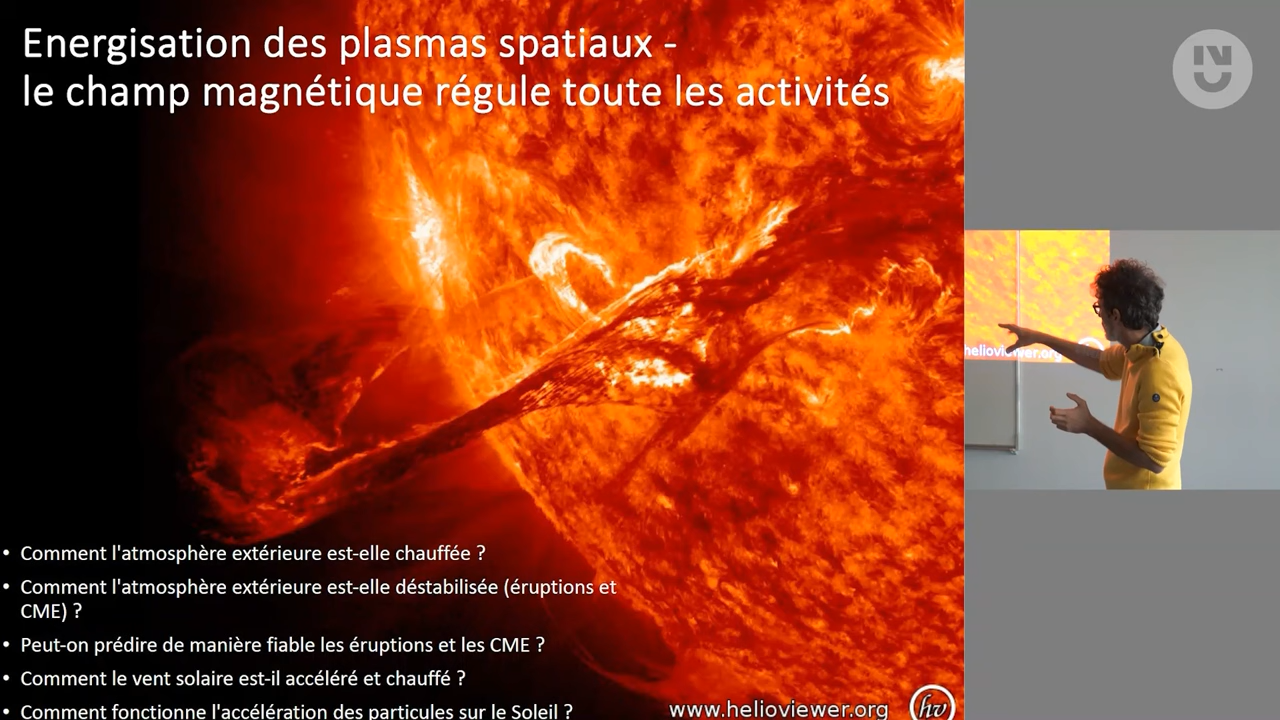 Energisation des plasmas spatiaux -
le champ magnétique régule toute les activités
• Comment l'atmosphère extérieure est-elle chauffée ?
• Comment l'atmosphère extérieure est-elle déstabilisée (éruptions et
CME) ?
• Peut-on prédire de manière fiable les éruptions et les CME ?
• Comment le vent solaire est-il accéléré et chauffé ?
• Comment fonctionne l'accélération des particules sur le Soleil ?
www.helioviewer.org
hv
helioviewer.org